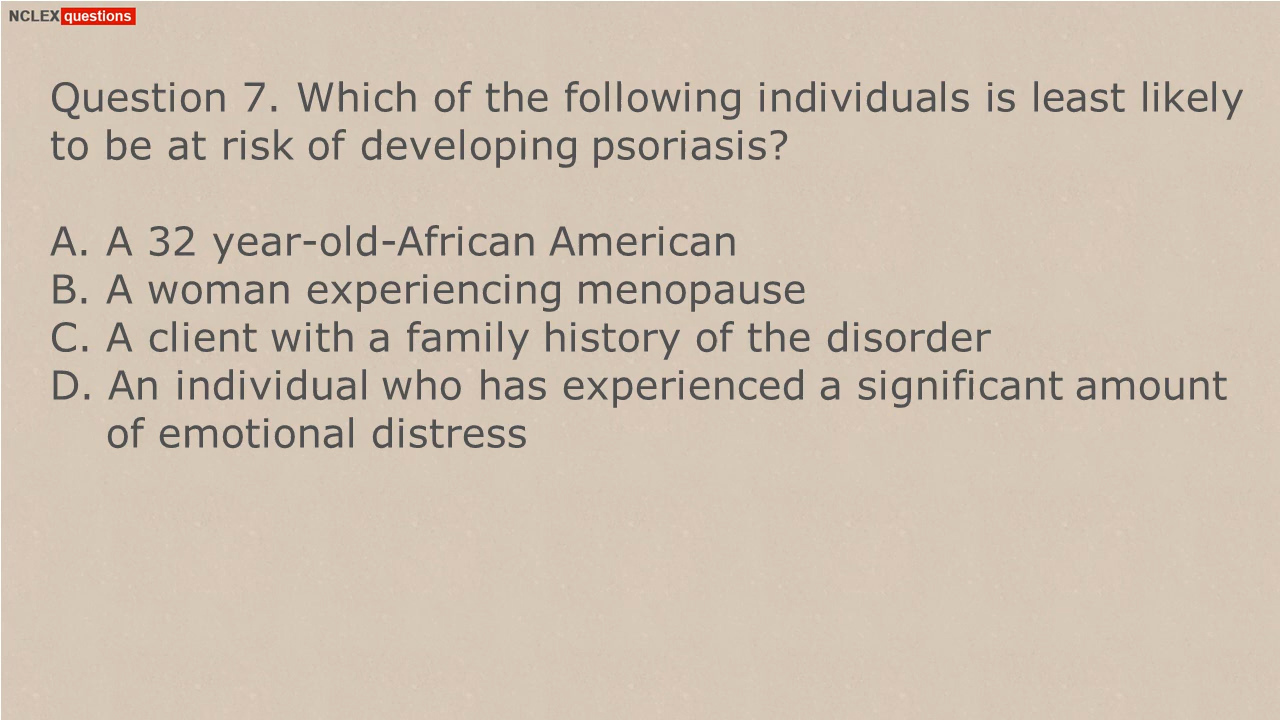 NCLEX questions
Question 7. Which of the following individuals is least likely
to be at risk of developing psoriasis?
A. A 32 year-old-African American
B. A woman experiencing menopause
C. A client with a family history of the disorder
D. An individual who has experienced a significant amount
of emotional distress